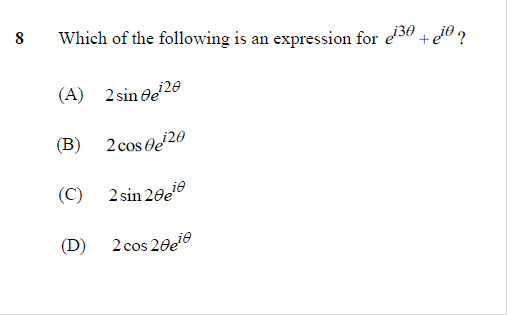 8 Which of the following is an expression for e^{i3θ} + e^{iθ} ?
(A) 2 sin θe^{i2θ}
(B) 2 cos θe^{i2θ}
(C) 2 sin 2θe^{iθ}
(D) 2 cos 2θe^{iθ}